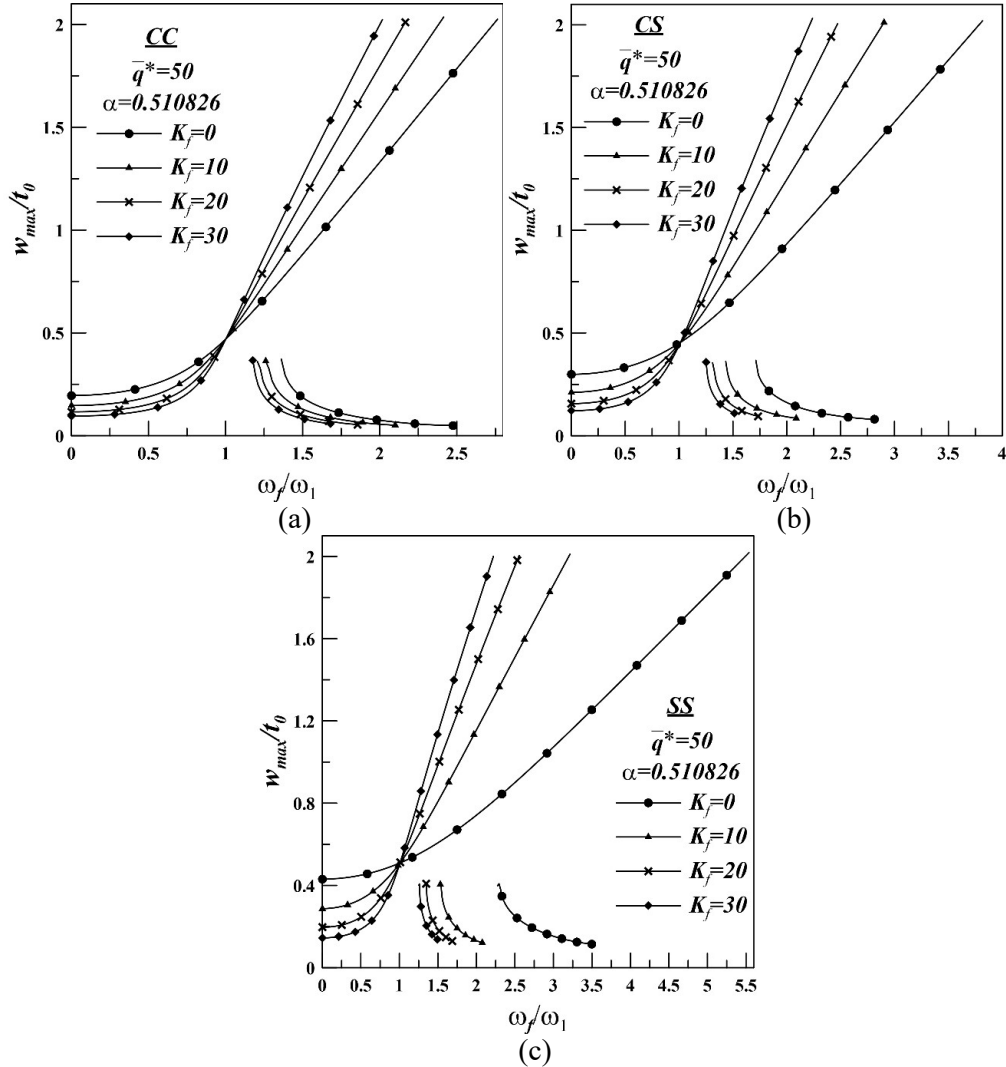 2
1.5
1
0.5
0
w_max/t_0
CC
q̄*=50
α=0.510826
K_f=0
K_f=10
K_f=20
K_f=30
0 0.5 1 1.5 2 2.5
ω_f/ω_1
(a)
2
1.5
1
0.5
0
w_max/t_0
CS
q̄*=50
α=0.510826
K_f=0
K_f=10
K_f=20
K_f=30
0 0.5 1 1.5 2 2.5 3 3.5 4
ω_f/ω_1
(b)
2
1.6
1.2
0.8
0.4
0
w_max/t_0
SS
q̄*=50
α=0.510826
K_f=0
K_f=10
K_f=20
K_f=30
0 0.5 1 1.5 2 2.5 3 3.5 4 4.5 5 5.5
ω_f/ω_1
(c)